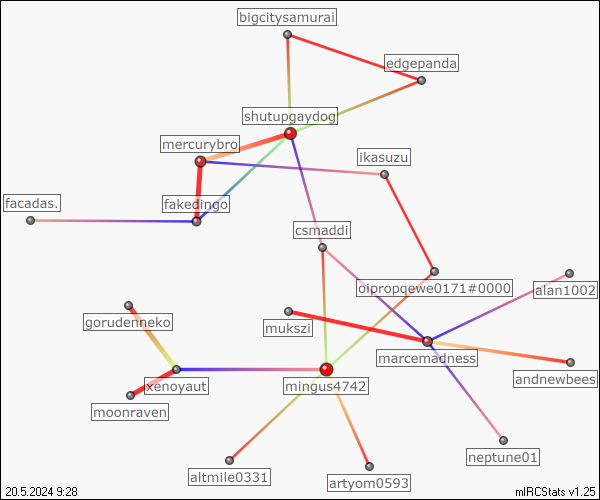 bigcitysamurai
edgepanda
shutupgaydog
mercurybro
ikasuzu
facadas.
fakedingo
csmaddi
oipropqewe0171#0000
alan1002
gorudenneko
mukszi
marcemadness
xenoyaut
mingus4742
andnewbees
moonraven
neptune01
altmile0331
artyom0593
20.5.2024 9:28
mIRCStats v1.25